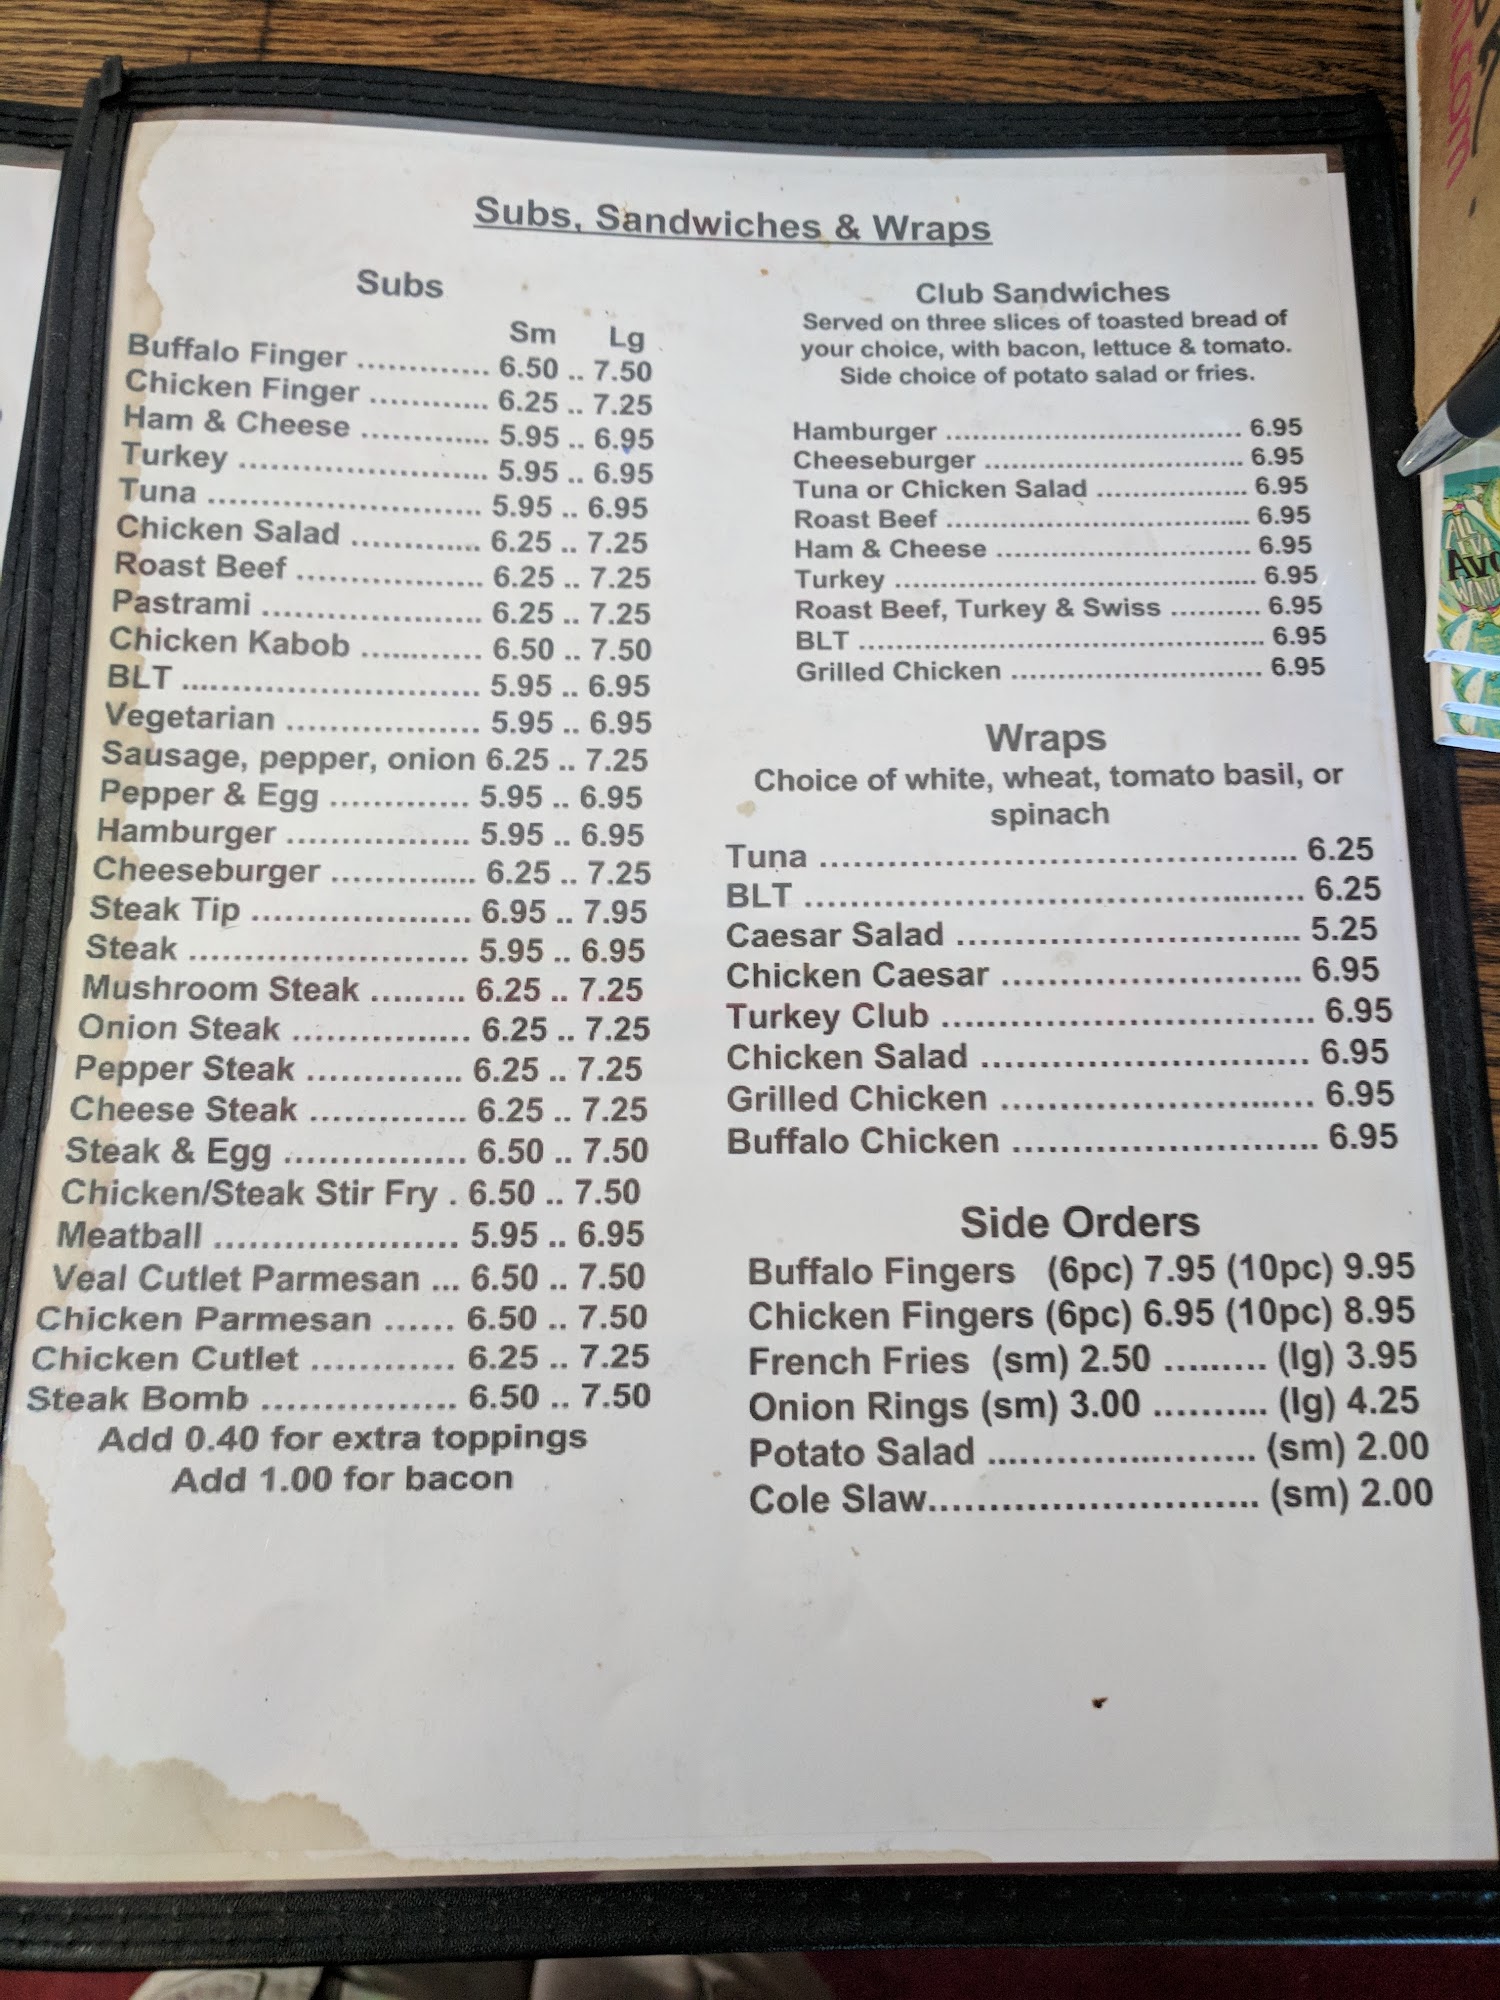 Subs, Sandwiches & Wraps
Subs
Sm Lg
Buffalo Finger ............. 6.50 .. 7.50
Chicken Finger ............ 6.25 .. 7.25
Ham & Cheese ............. 5.95 .. 6.95
Turkey ......................... 5.95 .. 6.95
Tuna ............................ 5.95 .. 6.95
Chicken Salad ............. 6.25 .. 7.25
Roast Beef ................... 6.25 .. 7.25
Pastrami ....................... 6.25 .. 7.25
Chicken Kabob ............ 6.50 .. 7.50
BLT ............................... 5.95 .. 6.95
Vegetarian .................... 5.95 .. 6.95
Sausage, pepper, onion 6.25 .. 7.25
Pepper & Egg .............. 5.95 .. 6.95
Hamburger ................... 5.95 .. 6.95
Cheeseburger ............... 6.25 .. 7.25
Steak Tip ...................... 6.95 .. 7.95
Steak ............................ 5.95 .. 6.95
Mushroom Steak ......... 6.25 .. 7.25
Onion Steak ................. 6.25 .. 7.25
Pepper Steak ............... 6.25 .. 7.25
Cheese Steak ............... 6.25 .. 7.25
Steak & Egg ................ 6.50 .. 7.50
Chicken/Steak Stir Fry . 6.50 .. 7.50
Meatball ....................... 5.95 .. 6.95
Veal Cutlet Parmesan ... 6.50 .. 7.50
Chicken Parmesan ...... 6.50 .. 7.50
Chicken Cutlet ............. 6.25 .. 7.25
Steak Bomb ................. 6.50 .. 7.50
Add 0.40 for extra toppings
Add 1.00 for bacon
Club Sandwiches
Served on three slices of toasted bread of
your choice, with bacon, lettuce & tomato.
Side choice of potato salad or fries.
Hamburger ..................................... 6.95
Cheeseburger ................................ 6.95
Tuna or Chicken Salad .................. 6.95
Roast Beef ..................................... 6.95
Ham & Cheese ............................... 6.95
Turkey ............................................ 6.95
Roast Beef, Turkey & Swiss .......... 6.95
BLT ................................................. 6.95
Grilled Chicken .............................. 6.95
Wraps
Choice of white, wheat, tomato basil, or
spinach
Tuna ......................................... 6.25
BLT ........................................... 6.25
Caesar Salad .............................. 5.25
Chicken Caesar .......................... 6.95
Turkey Club ................................ 6.95
Chicken Salad ............................ 6.95
Grilled Chicken ........................... 6.95
Buffalo Chicken .......................... 6.95
Side Orders
Buffalo Fingers (6pc) 7.95 (10pc) 9.95
Chicken Fingers (6pc) 6.95 (10pc) 8.95
French Fries (sm) 2.50 ......... (lg) 3.95
Onion Rings (sm) 3.00 .......... (lg) 4.25
Potato Salad ....................... (sm) 2.00
Cole Slaw............................ (sm) 2.00
.com